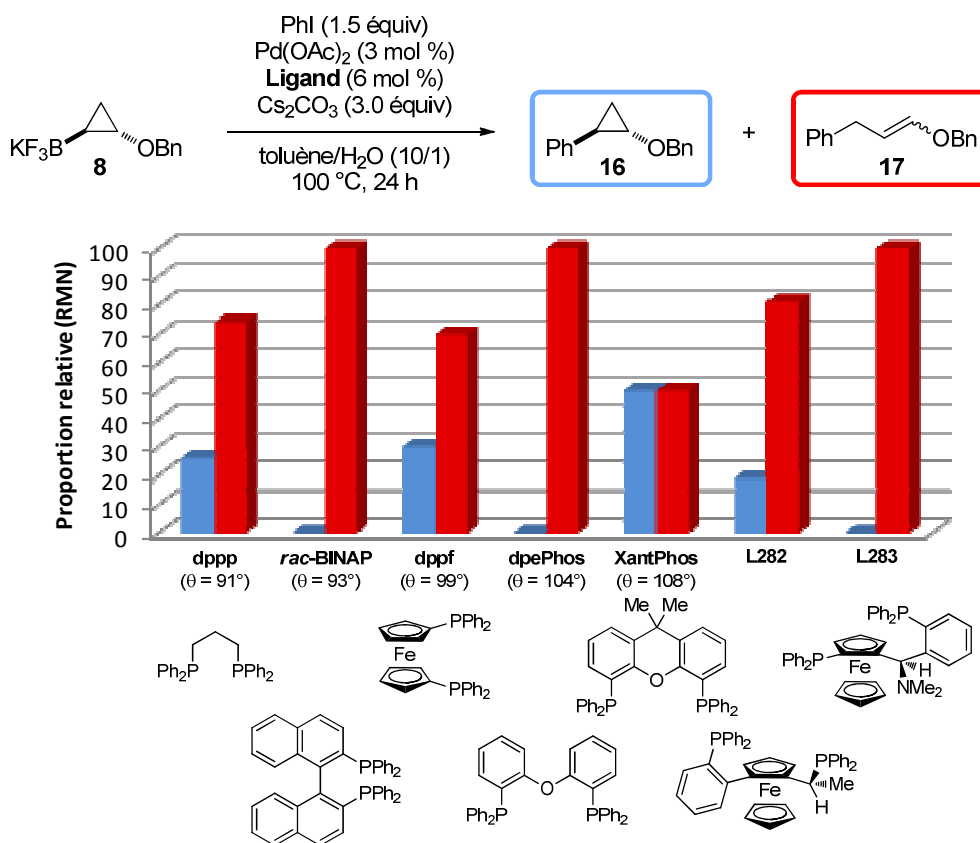 PhI (1.5 équiv)
Pd(OAc)2 (3 mol %)
Ligand (6 mol %)
Cs2CO3 (3.0 équiv)
toluène/H2O (10/1)
100 °C, 24 h
KF3B
OBn
8
Ph
OBn
16
+
Ph
OBn
17
Proportion relative (RMN)
100
90
80
70
60
50
40
30
20
10
0
dppp rac-BINAP dppf dpePhos XantPhos L282 L283
(θ = 91°) (θ = 93°) (θ = 99°) (θ = 104°) (θ = 108°)
Ph2P PPh2
PPh2
Fe
PPh2
Me Me
O
Ph2P PPh2
Ph2P
Ph2P
Fe
H
NMe2
PPh2
PPh2
O
Ph2P PPh2
PPh2
PPh2
Fe
Me
H